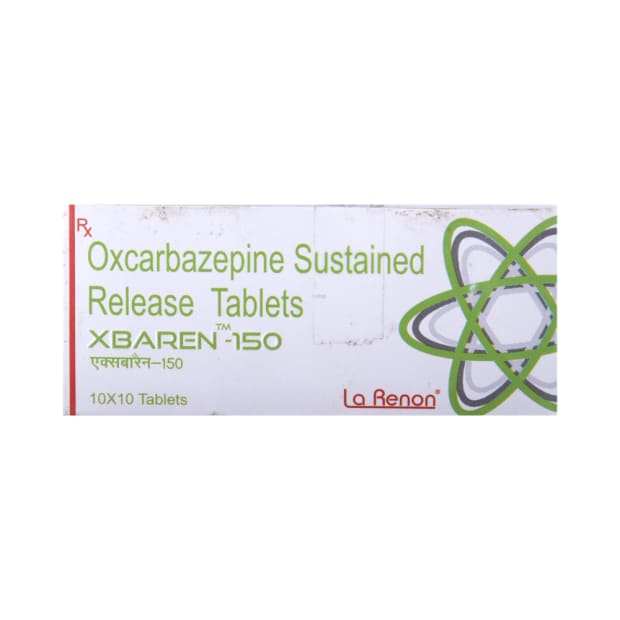 Rx
Oxcarbazepine Sustained
Release Tablets
XBAREN™-150
एक्सबारैन-150
10X10 Tablets
La Renon®